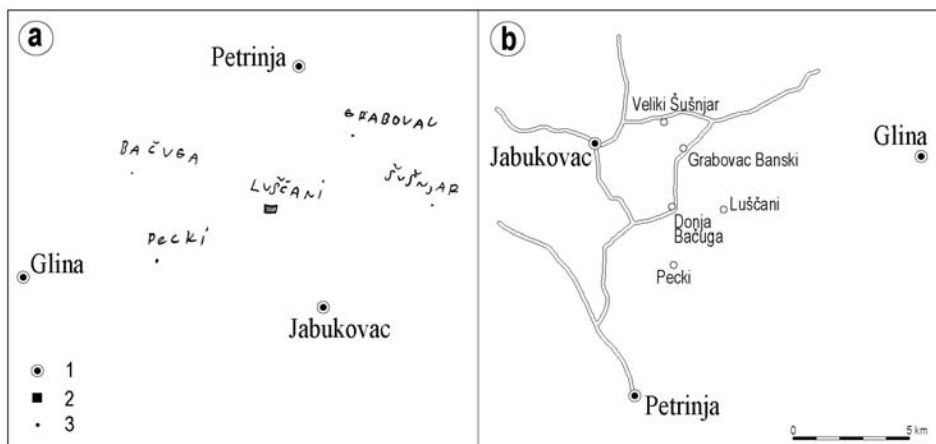 a
Petrinja
GRABOVAC
BAČUGA
ŠUŠNJAR
LUŠČANI
PECKI
Glina
Jabukovac
1
2
3
b
Veliki Šušnjar
Jabukovac
Glina
Grabovac Banski
Luščani
Donja
Bačuga
Pecki
Petrinja
0
5 km